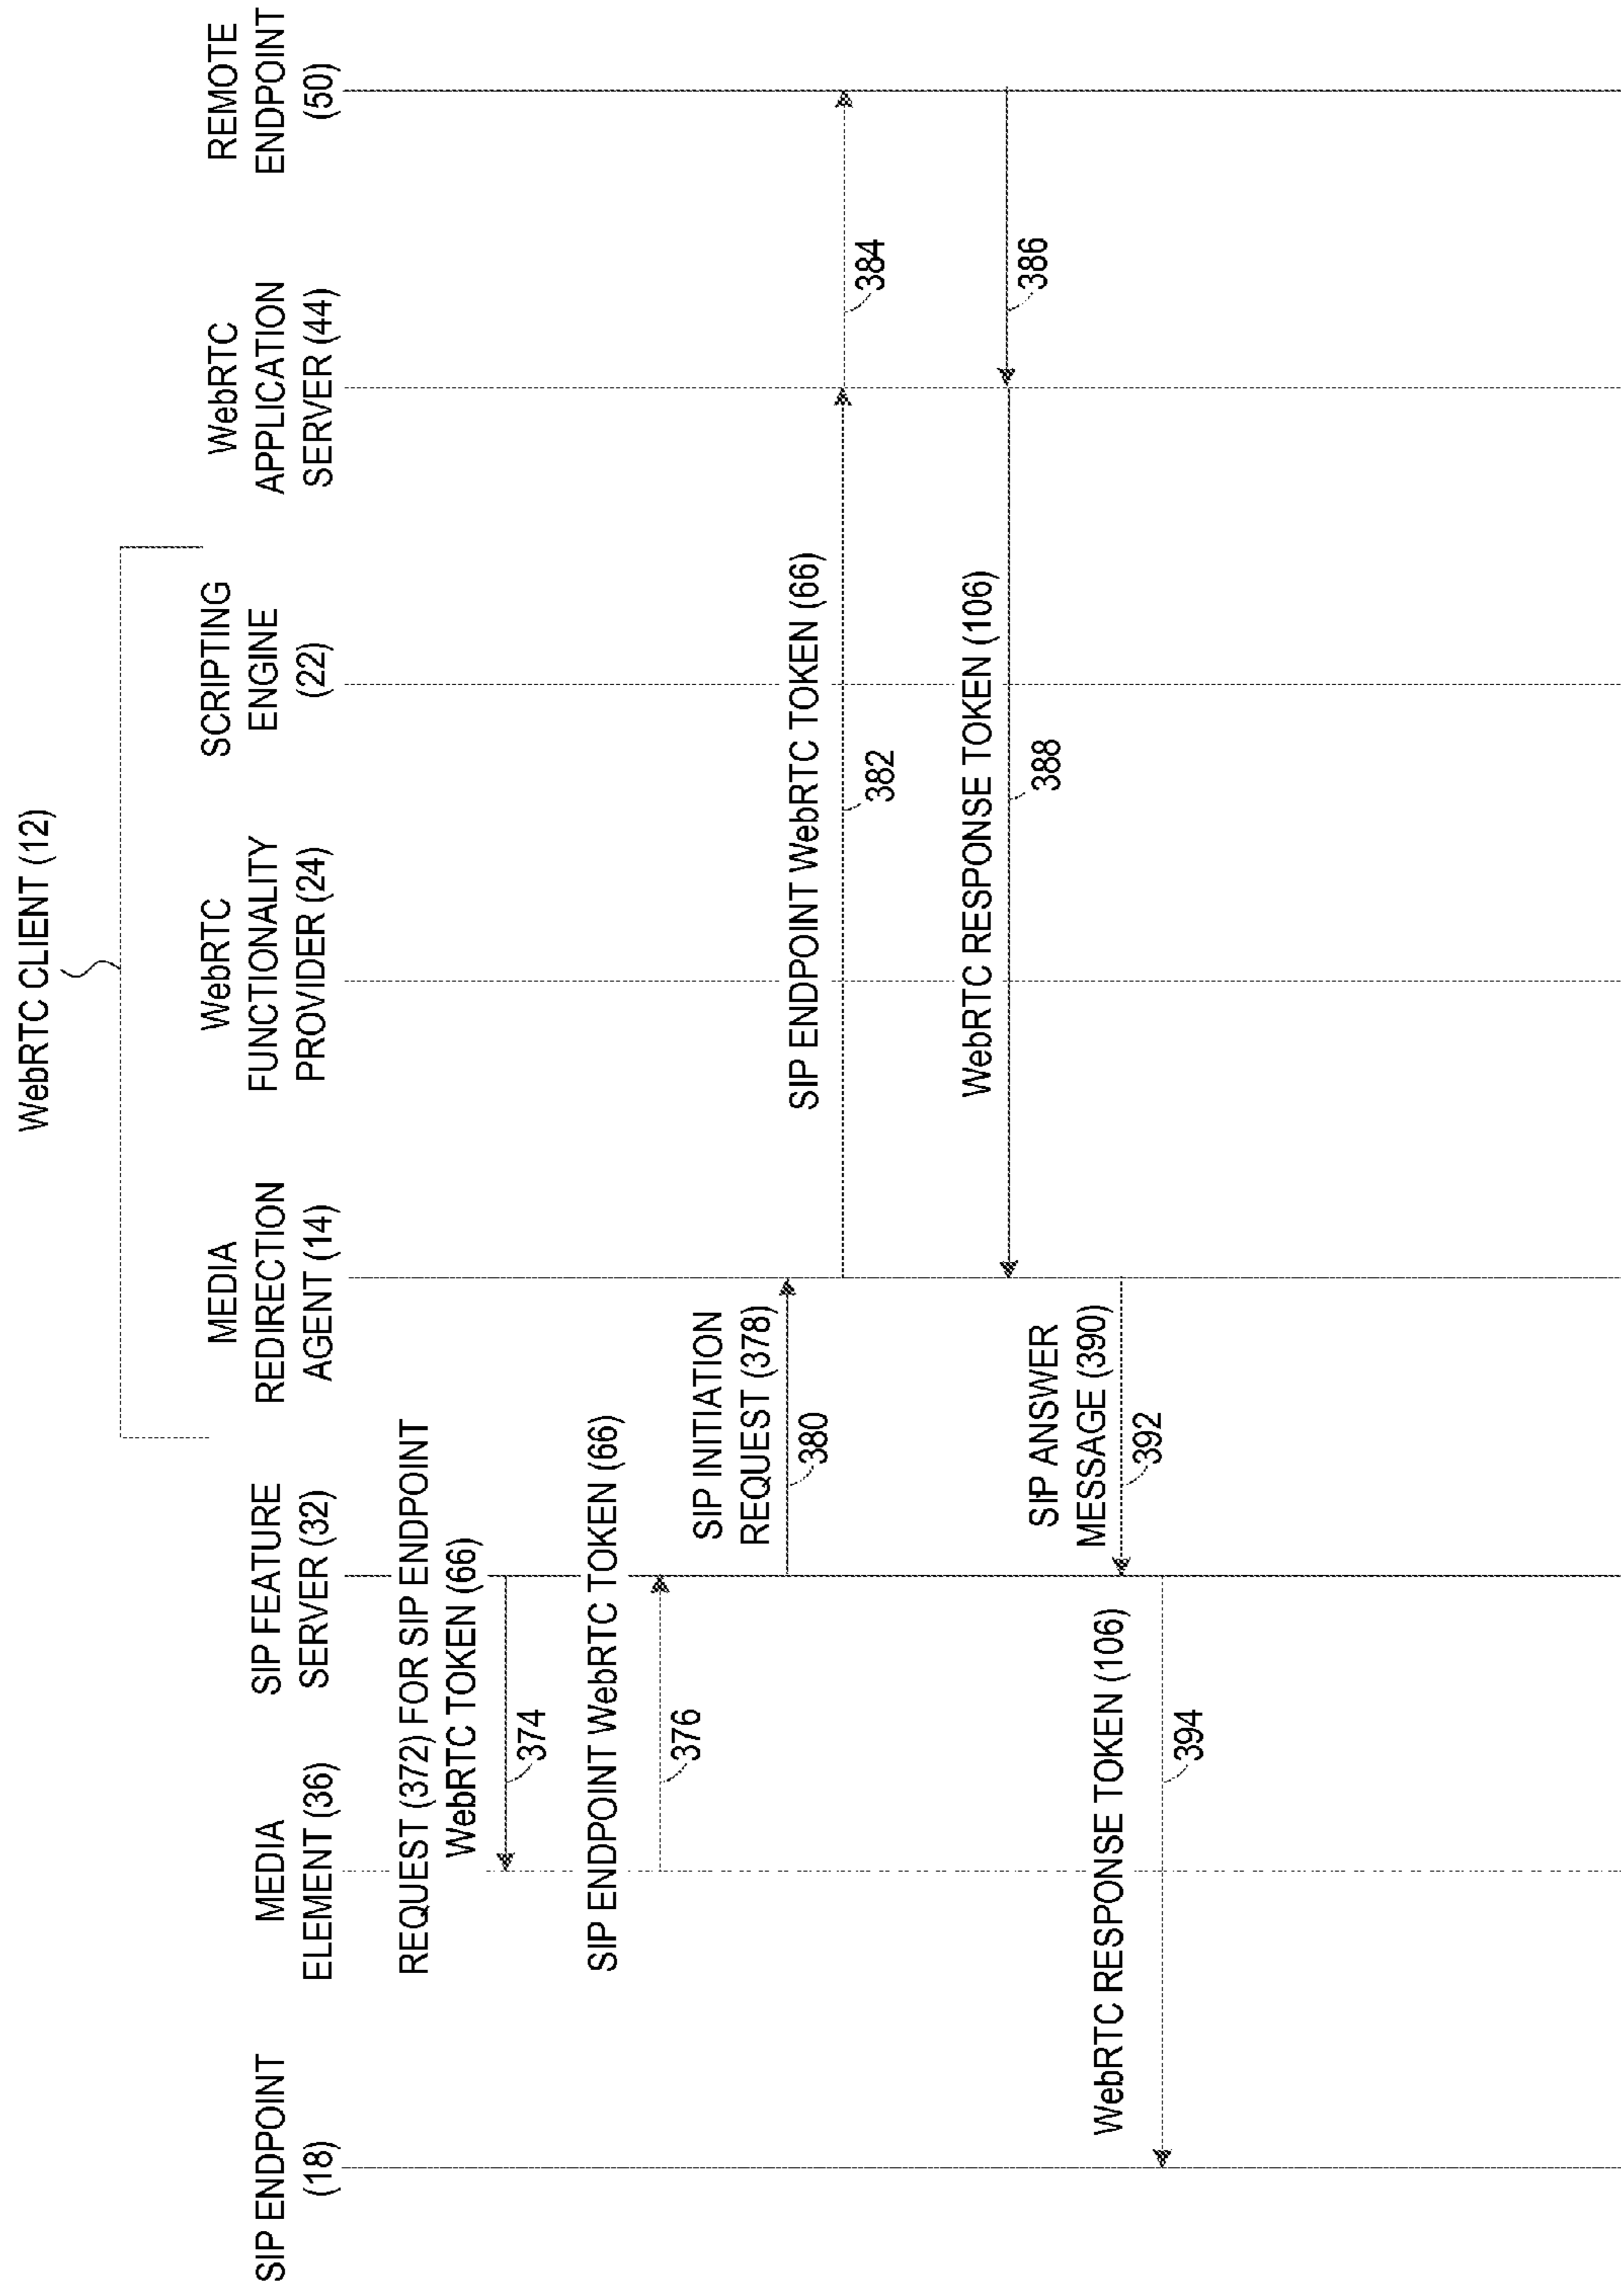 WebRTC CLIENT (12)
SIP ENDPOINT
(18)
MEDIA
ELEMENT (36)
SIP FEATURE
SERVER (32)
MEDIA
REDIRECTION
AGENT (14)
WebRTC
FUNCTIONALITY
PROVIDER (24)
SCRIPTING
ENGINE
(22)
WebRTC
APPLICATION
SERVER (44)
REMOTE
ENDPOINT
(50)
REQUEST (372) FOR SIP ENDPOINT
WebRTC TOKEN (66)
374
SIP ENDPOINT WebRTC TOKEN (66)
376
SIP INITIATION
REQUEST (378)
380
SIP ENDPOINT WebRTC TOKEN (66)
382
384
WebRTC RESPONSE TOKEN (106)
386
388
SIP ANSWER
MESSAGE (390)
392
WebRTC RESPONSE TOKEN (106)
394